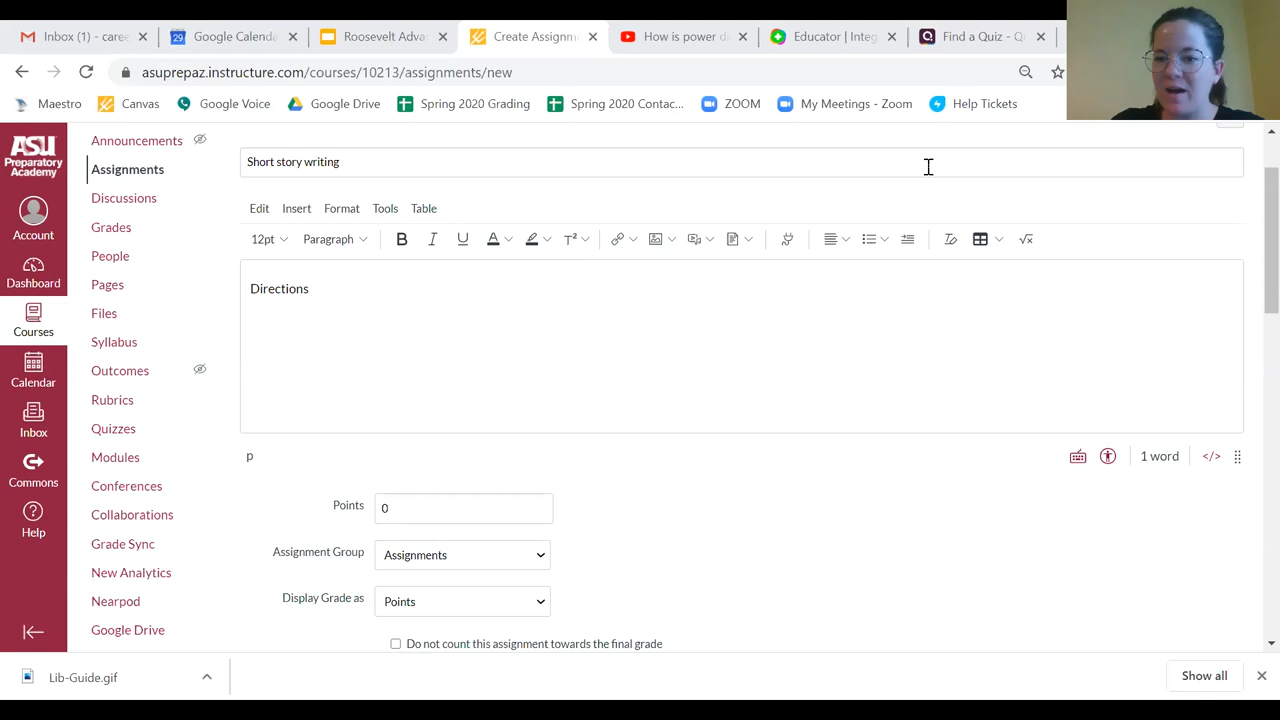 Inbox (1) - caree
Google Calenda
Roosevelt Advar
Create Assignm
How is power di
Educator | Integ
Find a Quiz - Q
asuprepaz.instructure.com/courses/10213/assignments/new
Maestro
Canvas
Google Voice
Google Drive
Spring 2020 Grading
Spring 2020 Contac...
ZOOM
My Meetings - Zoom
Help Tickets
ASU
Preparatory
Academy
Account
Dashboard
Courses
Calendar
Inbox
Commons
Help
Announcements
Assignments
Discussions
Grades
People
Pages
Files
Syllabus
Outcomes
Rubrics
Quizzes
Modules
Conferences
Collaborations
Grade Sync
New Analytics
Nearpod
Google Drive
Short story writing
Edit Insert Format Tools Table
12pt Paragraph B I U A T² √x
Directions
p
1 word </>
Points 0
Assignment Group Assignments
Display Grade as Points
Do not count this assignment towards the final grade
Lib-Guide.gif
Show all